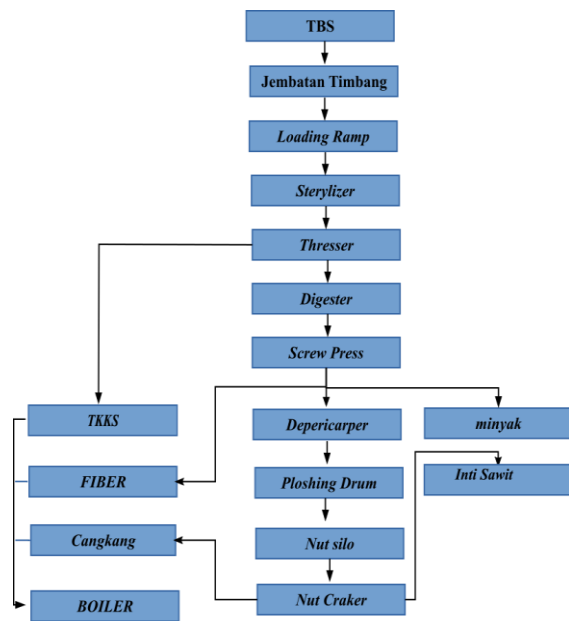 TBS
Jembatan Timbang
Loading Ramp
Sterylizer
Thresser
Digester
Screw Press
TKKS
Depericarper
minyak
FIBER
Ploshing Drum
Inti Sawit
Cangkang
Nut silo
BOILER
Nut Craker